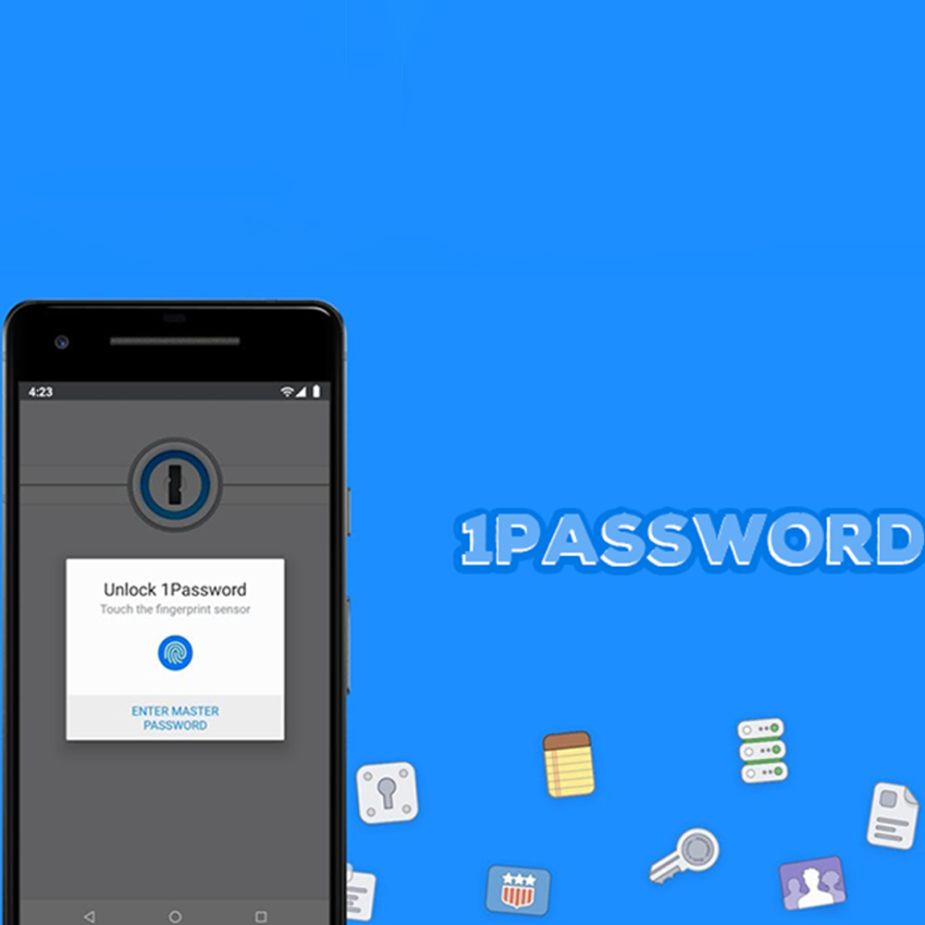 4:23
Unlock 1Password
Touch the fingerprint sensor
ENTER MASTER
PASSWORD
1PASSWORD